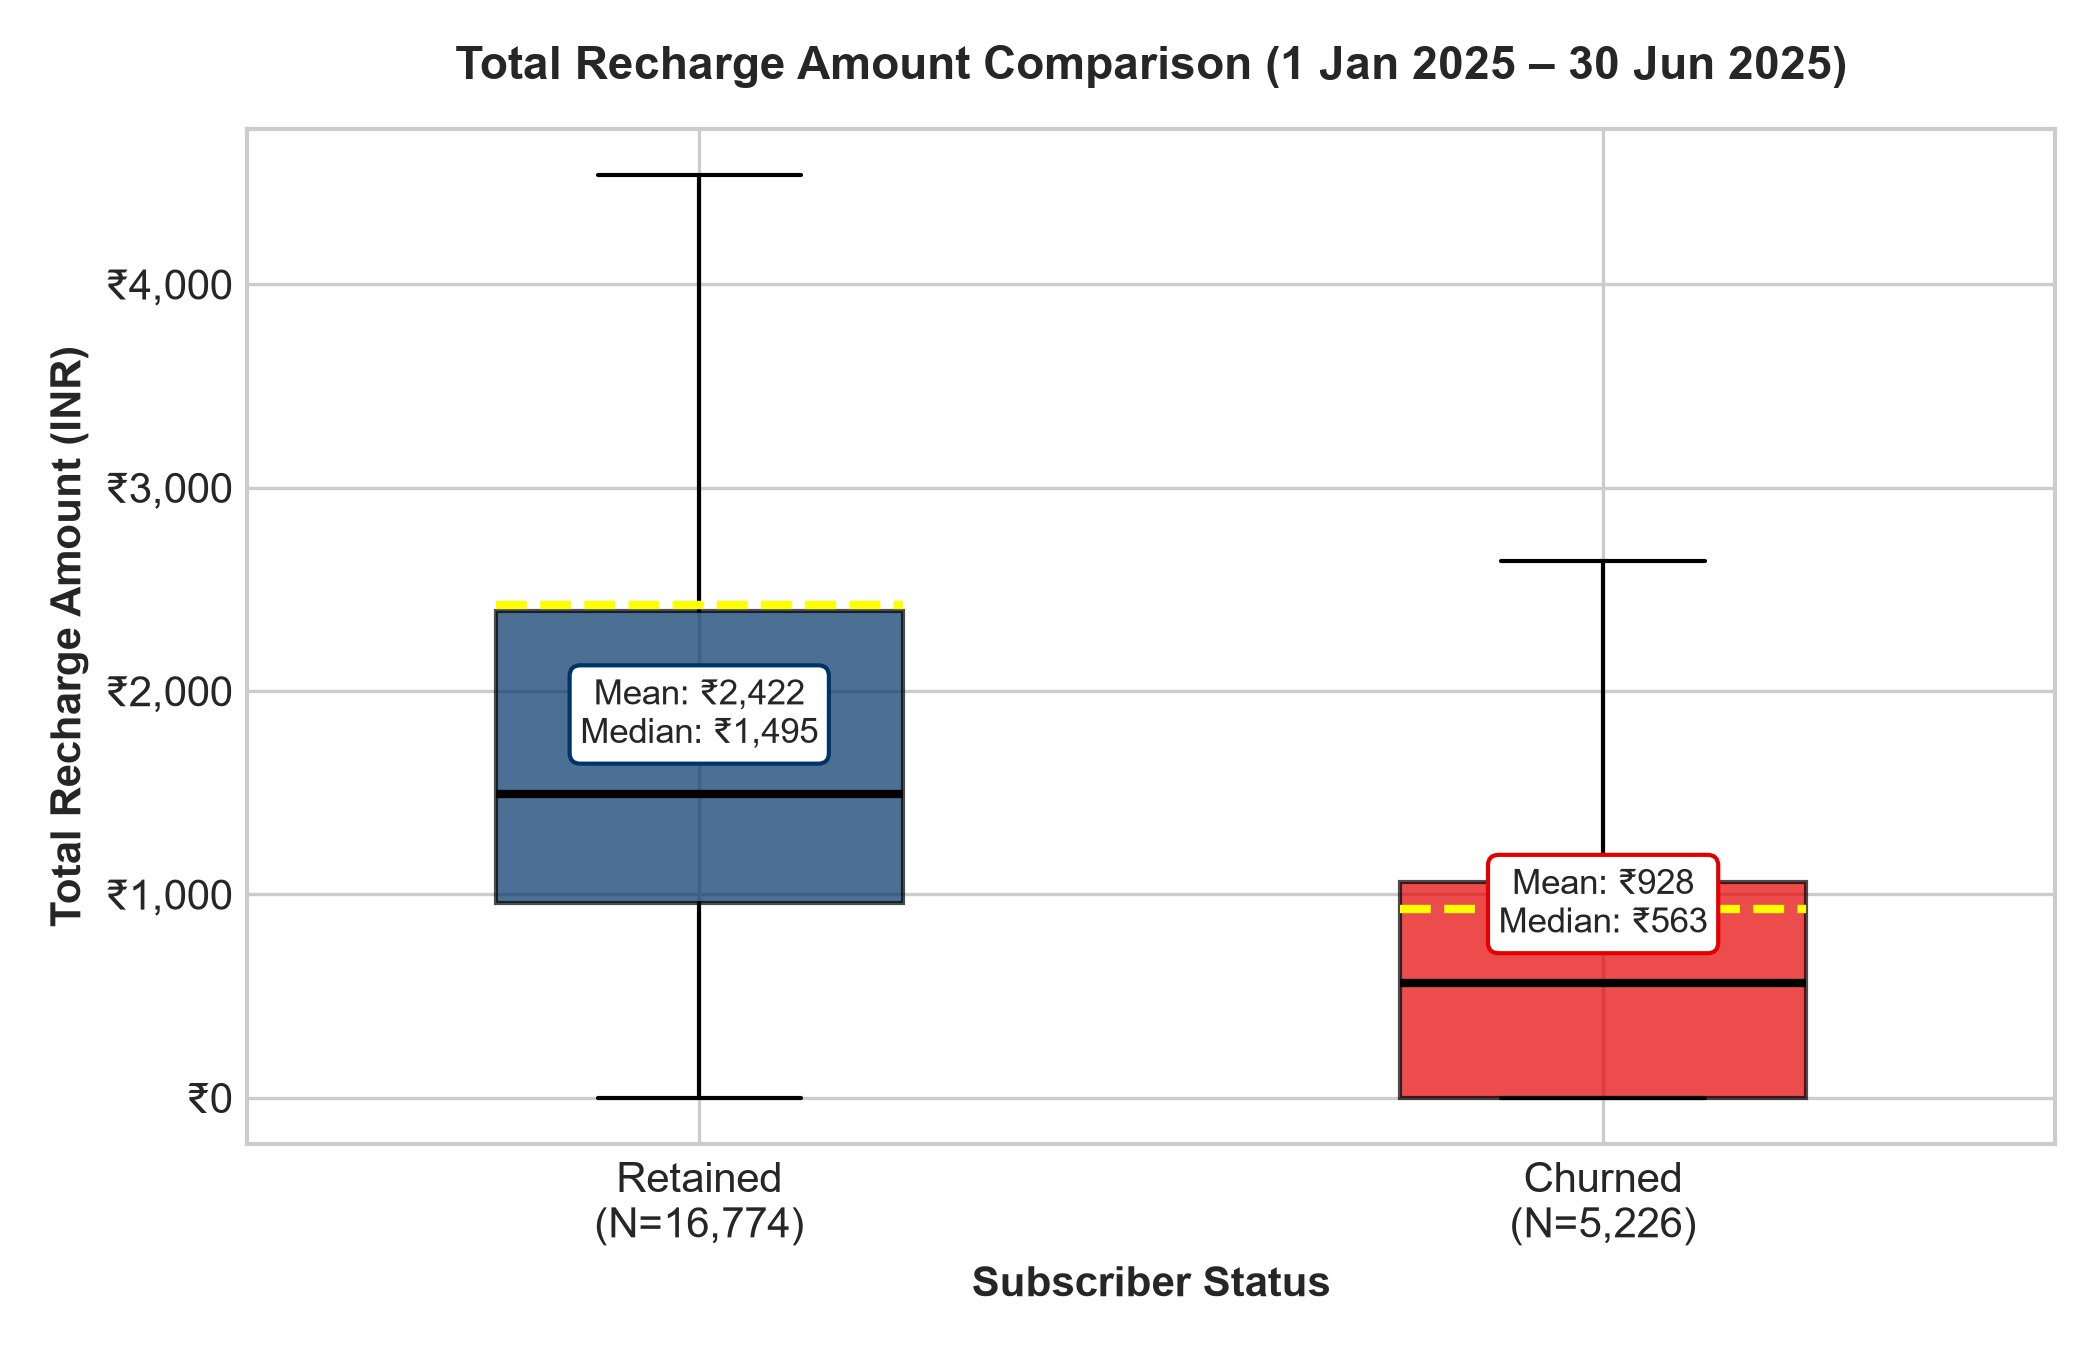 Total Recharge Amount Comparison (1 Jan 2025 – 30 Jun 2025)
Total Recharge Amount (INR)
₹4,000
₹3,000
₹2,000
₹1,000
₹0
Mean: ₹2,422
Median: ₹1,495
Mean: ₹928
Median: ₹563
Retained
(N=16,774)
Churned
(N=5,226)
Subscriber Status